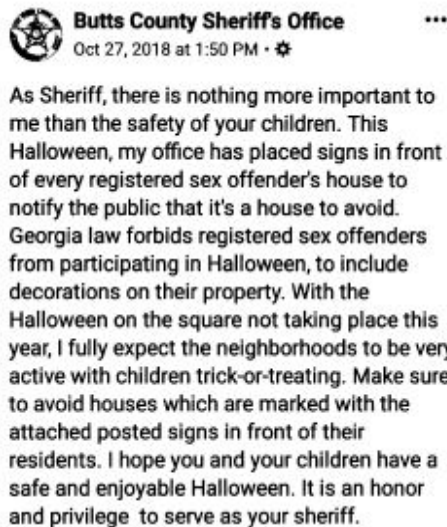 Butts County Sheriff's Office
Oct 27, 2018 at 1:50 PM ·
As Sheriff, there is nothing more important to
me than the safety of your children. This
Halloween, my office has placed signs in front
of every registered sex offender's house to
notify the public that it's a house to avoid.
Georgia law forbids registered sex offenders
from participating in Halloween, to include
decorations on their property. With the
Halloween on the square not taking place this
year, I fully expect the neighborhoods to be very
active with children trick-or-treating. Make sure
to avoid houses which are marked with the
attached posted signs in front of their
residents. I hope you and your children have a
safe and enjoyable Halloween. It is an honor
and privilege to serve as your sheriff.